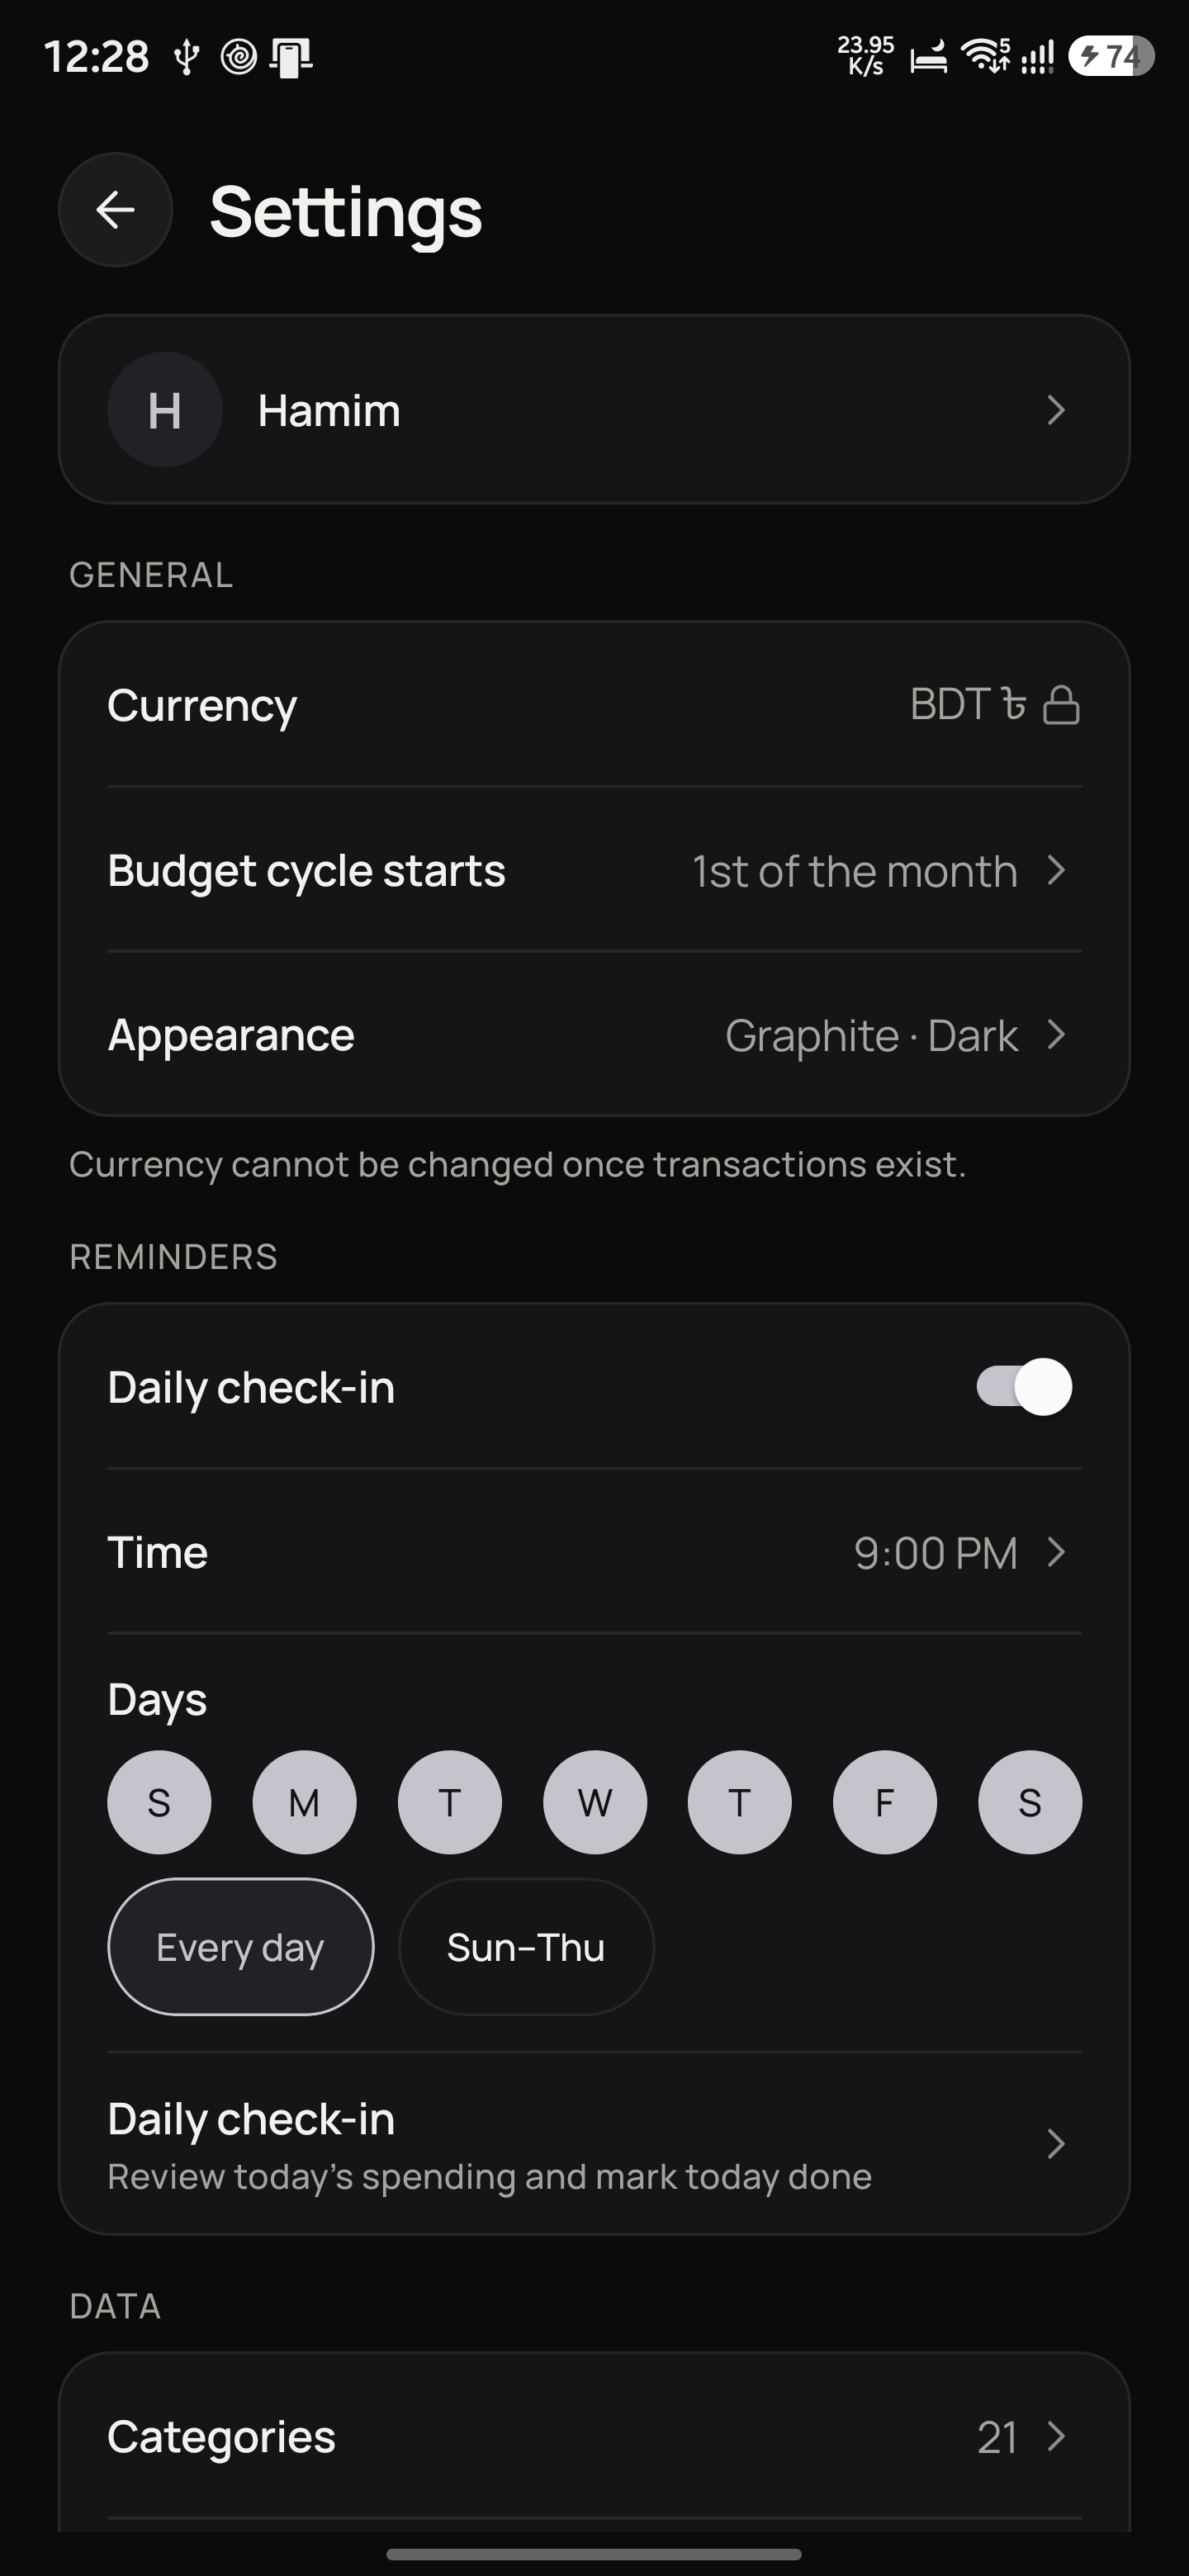 12:28
23.95
K/s
5
74
Settings
H
Hamim
GENERAL
Currency
BDT ৳
Budget cycle starts
1st of the month
Appearance
Graphite · Dark
Currency cannot be changed once transactions exist.
REMINDERS
Daily check-in
Time
9:00 PM
Days
S M T W T F S
Every day
Sun–Thu
Daily check-in
Review today’s spending and mark today done
DATA
Categories
21